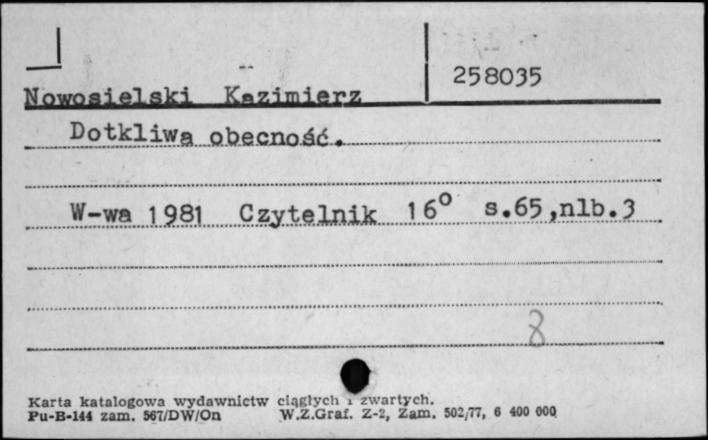 258035
Nowosielski Kazimierz
Dotkliwa obecność.
W-wa 1981 Czytelnik 16° s.65,nlb.3
8
Karta katalogowa wydawnictw ciągłych i zwartych.
Pu-B-144 zam. 567/DW/On W.Z.Graf. Z-2, Zam. 502/77, 6 400 000